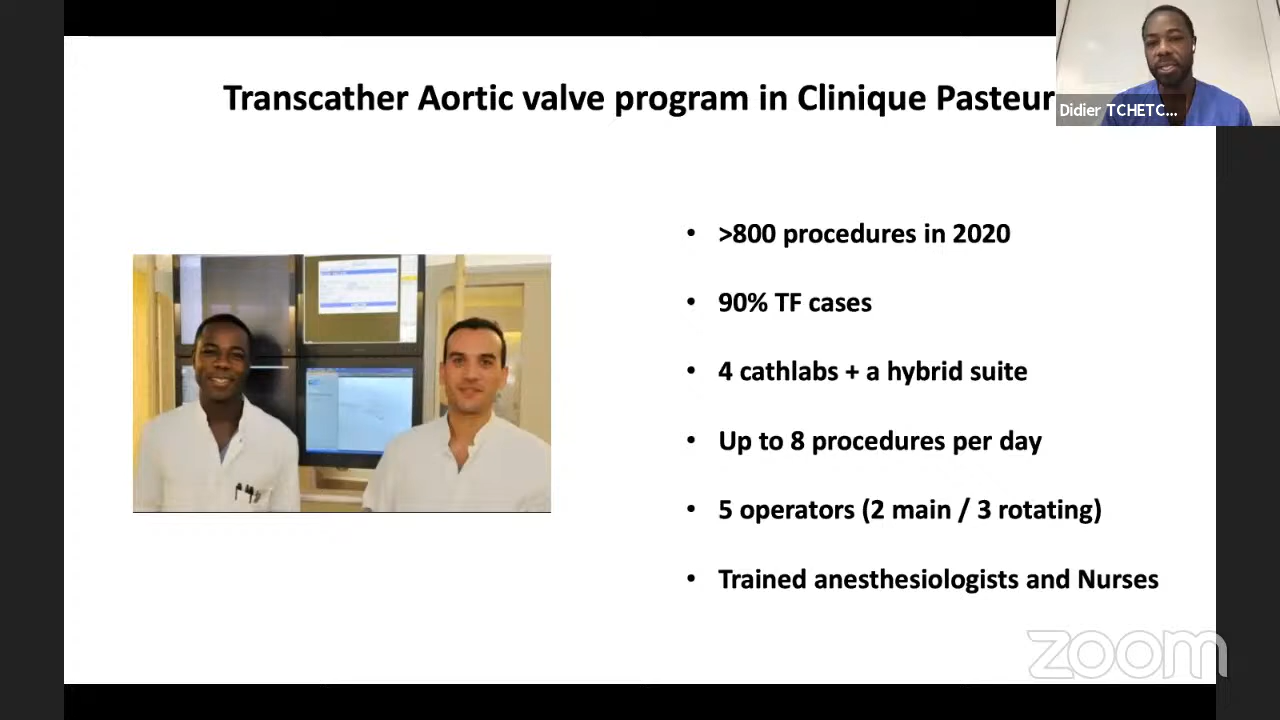 Transcather Aortic valve program in Clinique Pasteur
Didier TCHETC...
• >800 procedures in 2020
• 90% TF cases
• 4 cathlabs + a hybrid suite
• Up to 8 procedures per day
• 5 operators (2 main / 3 rotating)
• Trained anesthesiologists and Nurses
zoom